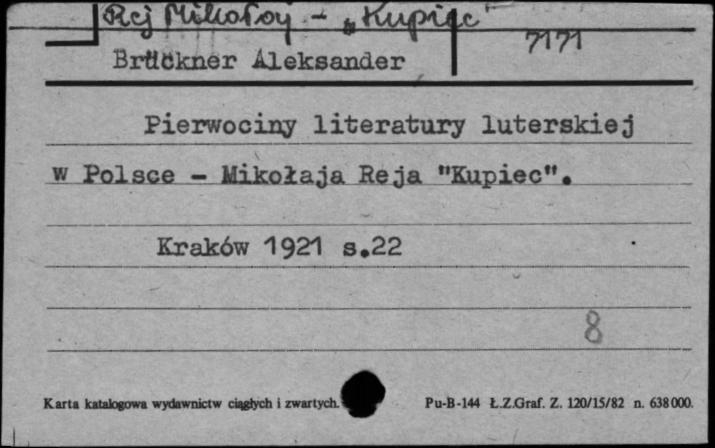 Rej Mikołaj - „Kupiec"
7171
Brückner Aleksander
Pierwociny literatury luterskiej
w Polsce - Mikołaja Reja "Kupiec".
Kraków 1921 s.22
8
Karta katalogowa wydawnictw ciągłych i zwartych. Pu-B-144 Ł.Z.Graf. Z. 120/15/82 n. 638000.